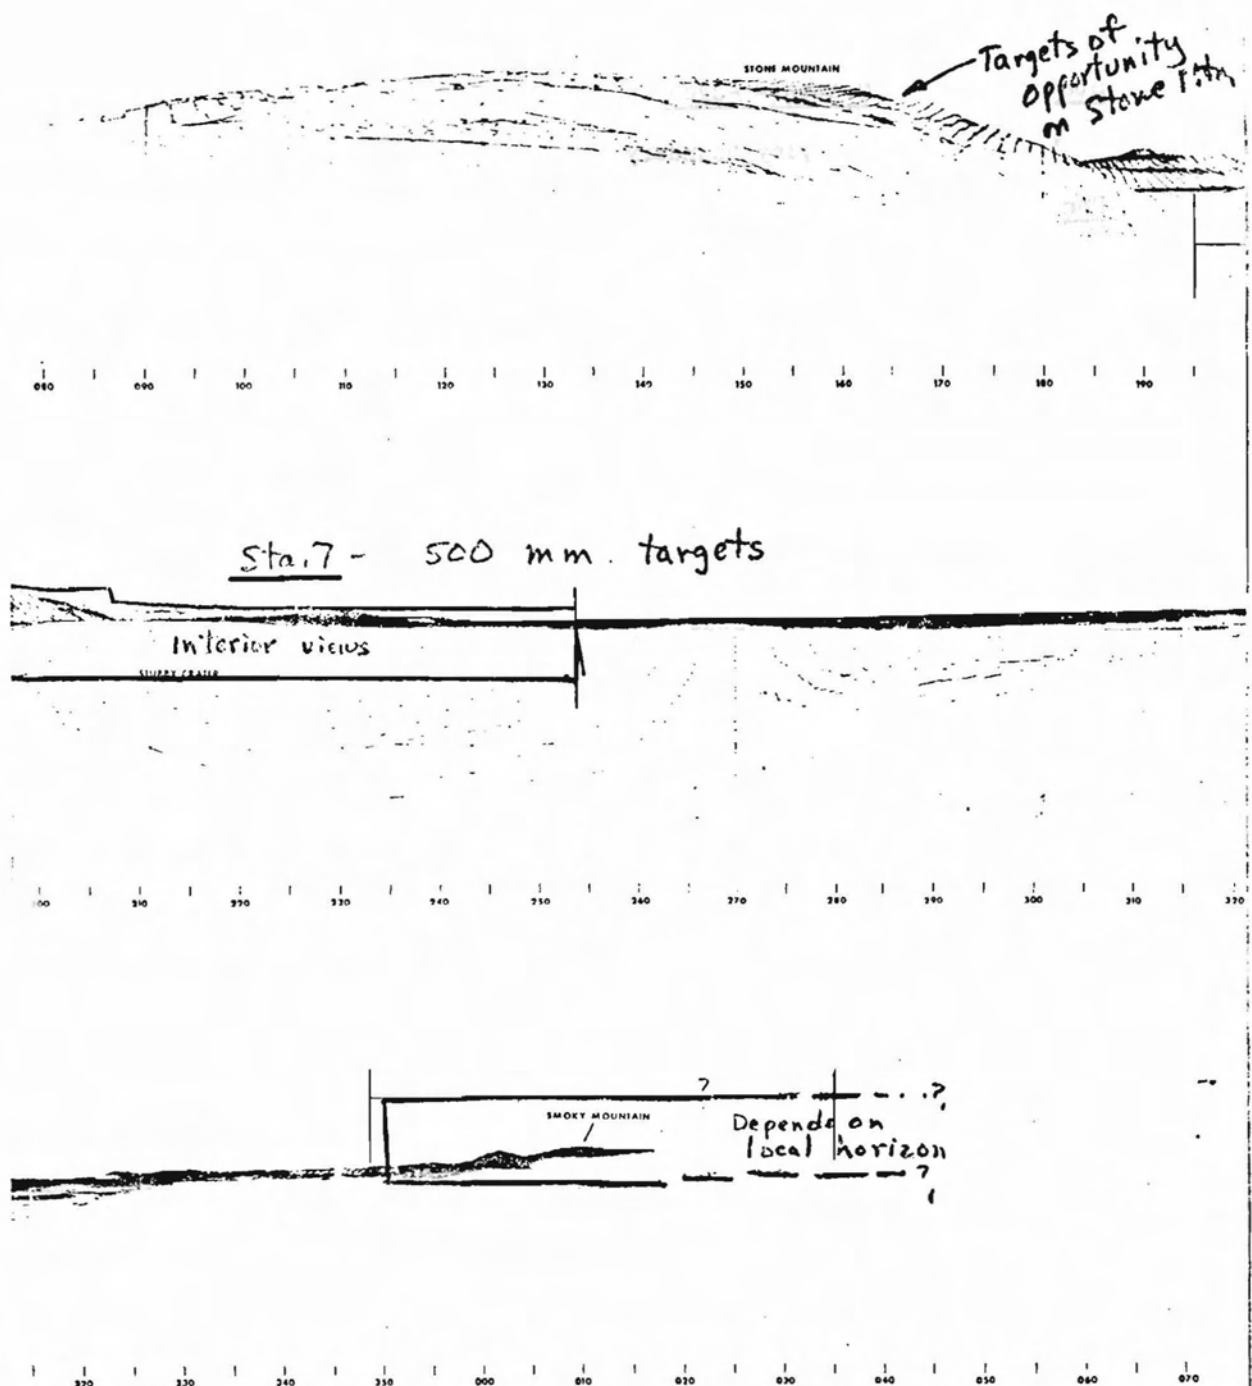 Targets of
opportunity
on Stone Mtn
STONE MOUNTAIN
080 090 100 110 120 130 140 150 160 170 180 190
Sta. 7 - 500 mm. targets
Interior views
STUBBY CRATER
200 210 220 230 240 250 260 270 280 290 300 310 320
? ?
SMOKY MOUNTAIN
Depends on
local horizon
?
320 330 340 350 000 010 020 030 040 050 060 070